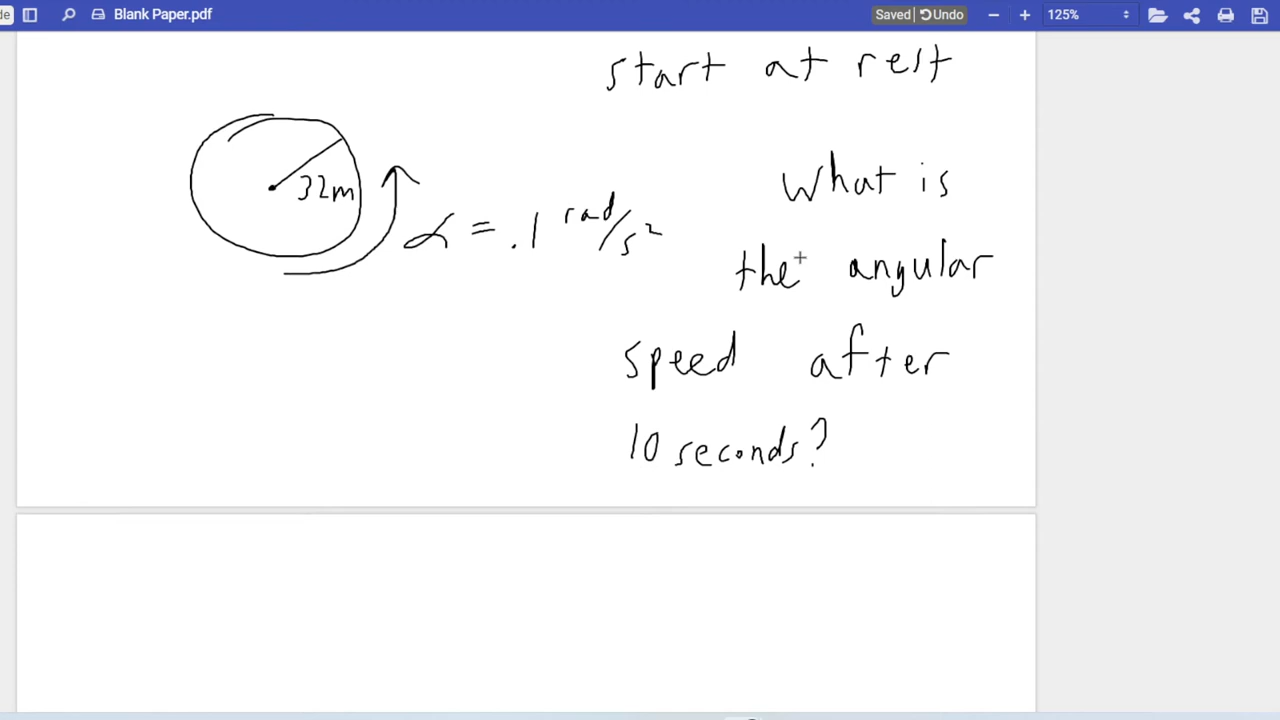 de
Blank Paper.pdf
Saved
Undo
125%
start at rest
32m
α = .1 rad/s²
What is
the angular
speed after
10 seconds?